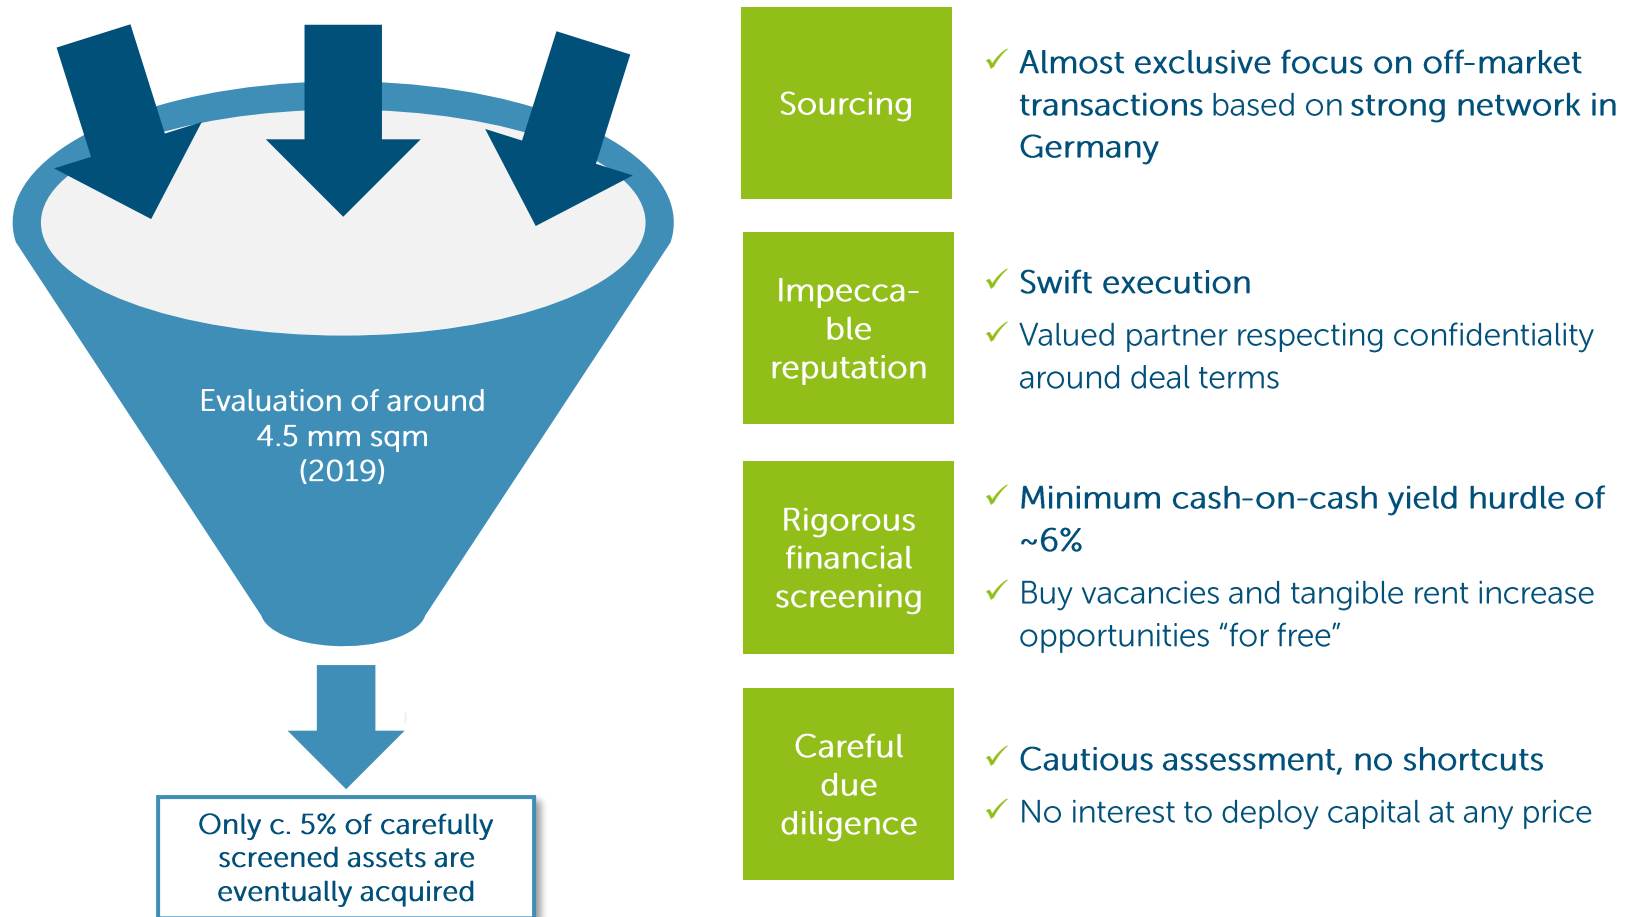 Evaluation of around
4.5 mm sqm
(2019)
Only c. 5% of carefully
screened assets are
eventually acquired
Sourcing
✓ Almost exclusive focus on off-market
transactions based on strong network in
Germany
Impecca-
ble
reputation
✓ Swift execution
✓ Valued partner respecting confidentiality
around deal terms
Rigorous
financial
screening
✓ Minimum cash-on-cash yield hurdle of
~6%
✓ Buy vacancies and tangible rent increase
opportunities “for free”
Careful
due
diligence
✓ Cautious assessment, no shortcuts
✓ No interest to deploy capital at any price